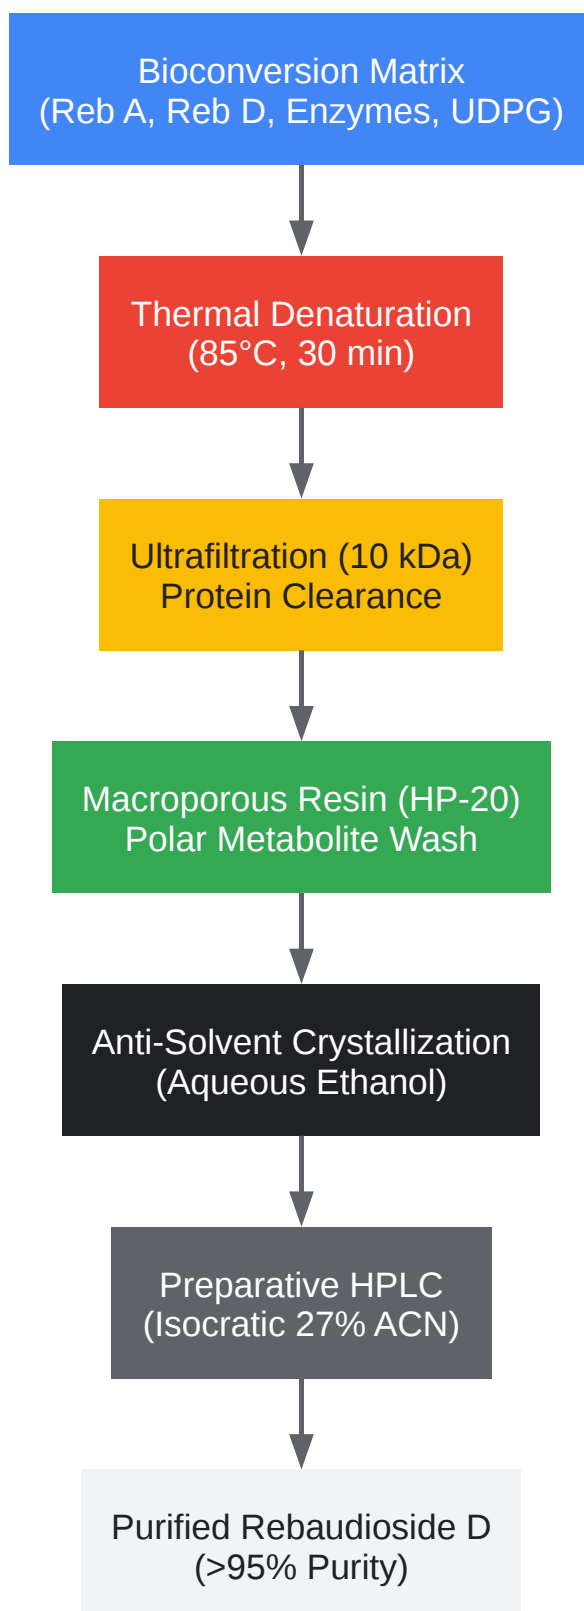 Bioconversion Matrix
(Reb A, Reb D, Enzymes, UDPG)
Thermal Denaturation
(85°C, 30 min)
Ultrafiltration (10 kDa)
Protein Clearance
Macroporous Resin (HP-20)
Polar Metabolite Wash
Anti-Solvent Crystallization
(Aqueous Ethanol)
Preparative HPLC
(Isocratic 27% ACN)
Purified Rebaudioside D
(>95% Purity)